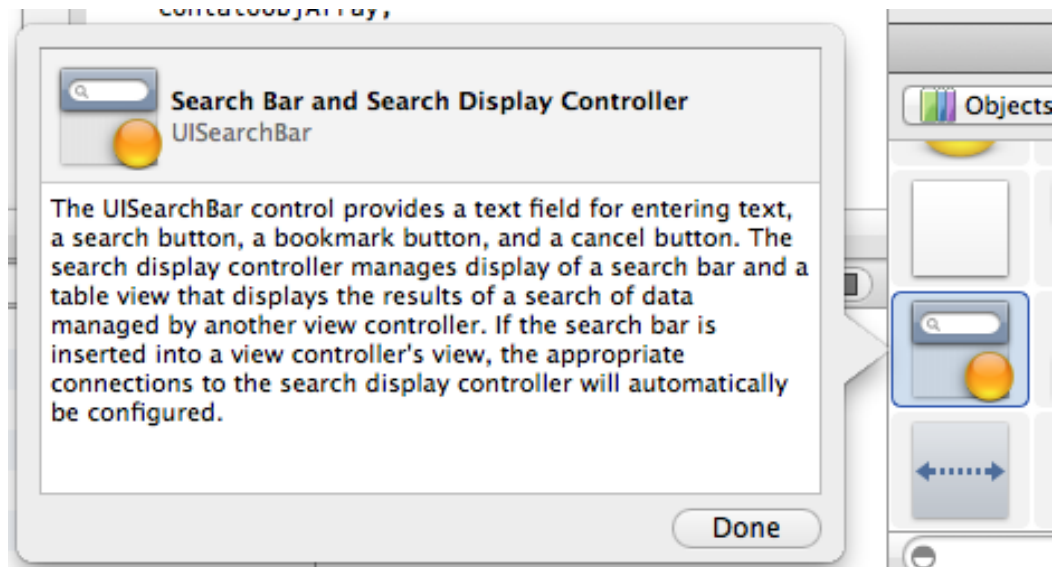 contatoobjArray;
Search Bar and Search Display Controller
UISearchBar
Objects
The UISearchBar control provides a text field for entering text,
a search button, a bookmark button, and a cancel button. The
search display controller manages display of a search bar and a
table view that displays the results of a search of data
managed by another view controller. If the search bar is
inserted into a view controller's view, the appropriate
connections to the search display controller will automatically
be configured.
Done